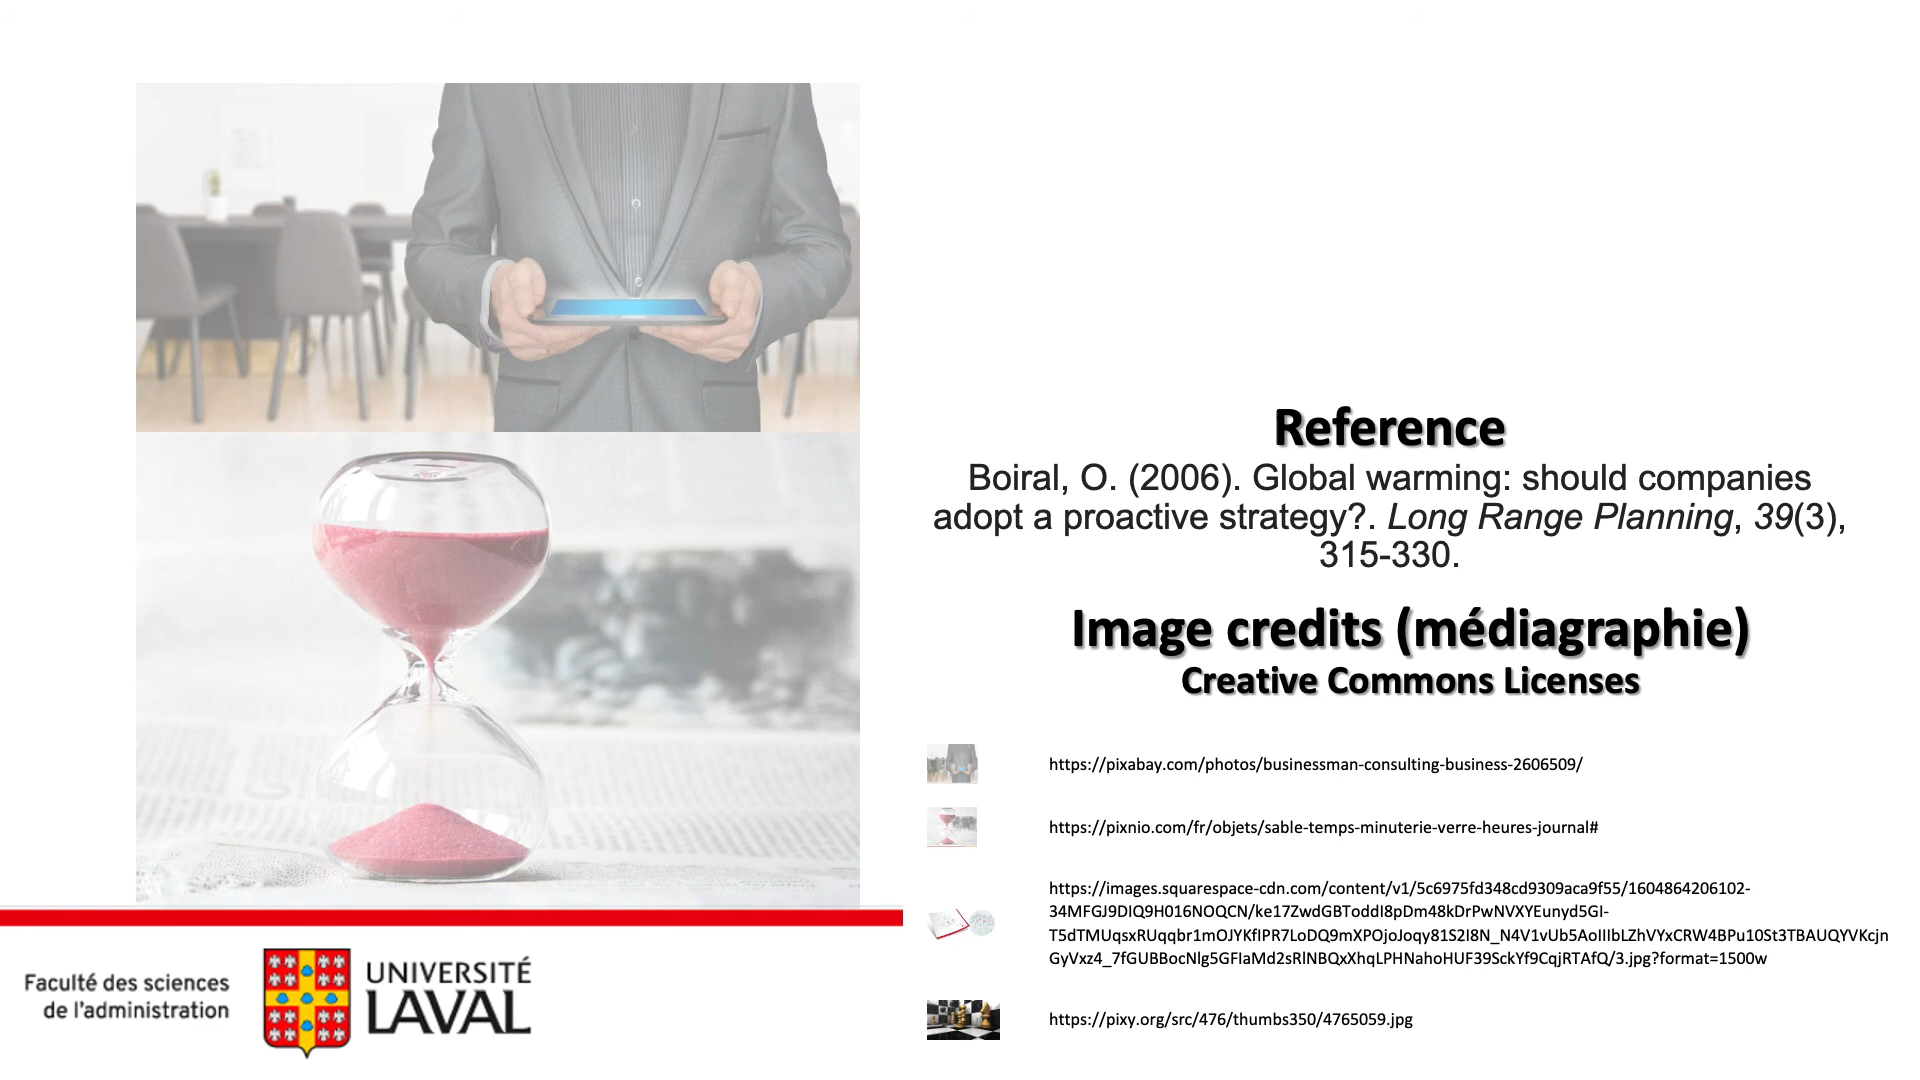 Reference
Boiral, O. (2006). Global warming: should companies
adopt a proactive strategy?. Long Range Planning, 39(3),
315-330.
Image credits (médiagraphie)
Creative Commons Licenses
https://pixabay.com/photos/businessman-consulting-business-2606509/
https://pixnio.com/fr/objets/sable-temps-minuterie-verre-heures-journal#
https://images.squarespace-cdn.com/content/v1/5c6975fd348cd9309aca9f55/1604864206102-
34MFGJ9DIQ9H016NOQCN/ke17ZwdGBToddI8pDm48kDrPwNVXYEunyd5GI-
T5dTMUqsxRUqqbr1mOJYKfIPR7LoDQ9mXPOjoJoqy81S2I8N_N4V1vUb5AoIIIbLZhVYxCRW4BPu10St3TBAUQYVKcjn
GyVxz4_7fGUBBocNlg5GFIaMd2sRlNBQxXhqLPHNahoHUF39SckYf9CqjRTAfQ/3.jpg?format=1500w
https://pixy.org/src/476/thumbs350/4765059.jpg
Faculté des sciences
de l'administration
UNIVERSITÉ
LAVAL